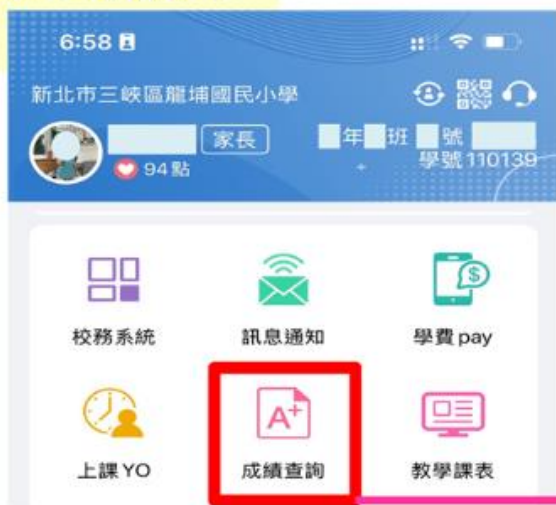 6:58
新北市三峽區龍埔國民小學
家長
年 班 號
94點
學號110139
校務系統
訊息通知
學費pay
上課YO
A+
成績查詢
教學課表